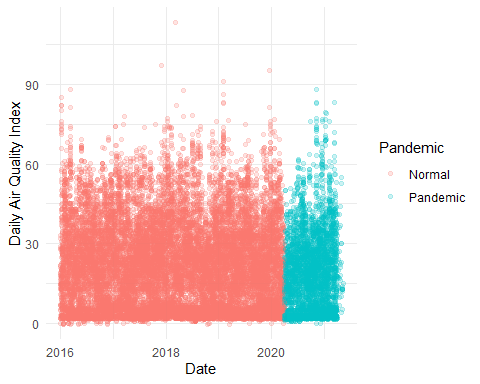 Daily Air Quality Index
90
60
30
0
2016
2018
2020
Date
Pandemic
Normal
Pandemic